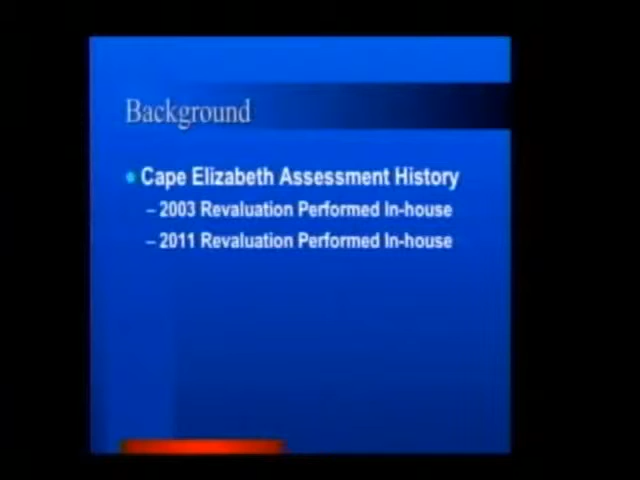 Background
Cape Elizabeth Assessment History
– 2003 Revaluation Performed In-house
– 2011 Revaluation Performed In-house